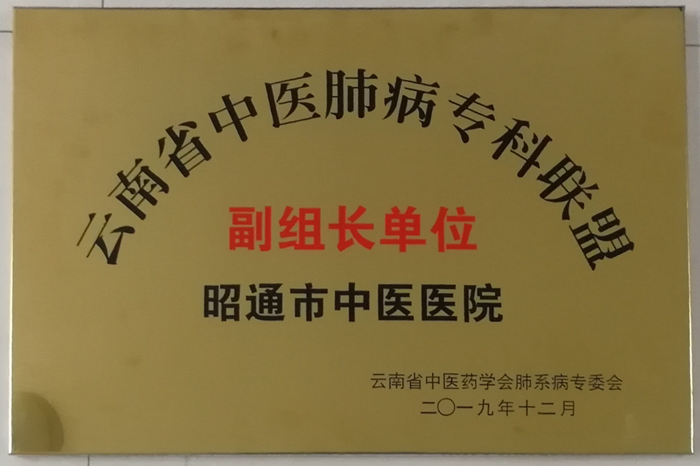 云南省中医肺病专科联盟
副组长单位
昭通市中医医院
云南省中医药学会肺系病专委会
二〇一九年十二月